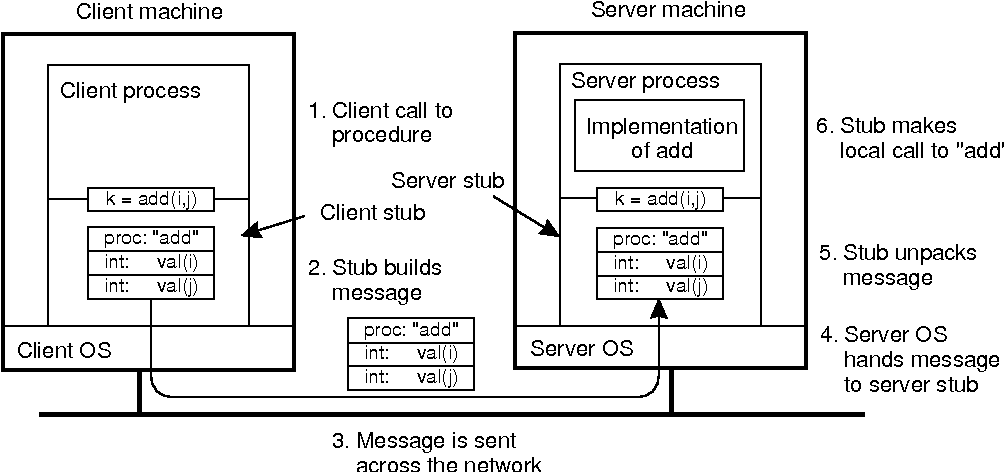 Client machine
Server machine
Client process
1. Client call to
procedure
Server process
Implementation
of add
6. Stub makes
local call to "add"
Server stub
k = add(i,j)
k = add(i,j)
Client stub
proc: "add"
int: val(i)
int: val(j)
proc: "add"
int: val(i)
int: val(j)
2. Stub builds
message
5. Stub unpacks
message
proc: "add"
int: val(i)
int: val(j)
Client OS
Server OS
4. Server OS
hands message
to server stub
3. Message is sent
across the network